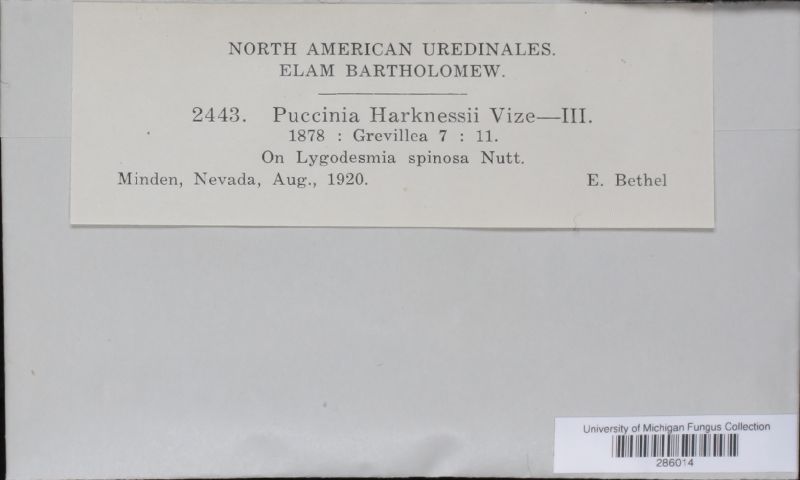 NORTH AMERICAN UREDINALES.
ELAM BARTHOLOMEW.
2443. Puccinia Harknessii Vize—III.
1878 : Grevillea 7 : 11.
On Lygodesmia spinosa Nutt.
Minden, Nevada, Aug., 1920. E. Bethel
University of Michigan Fungus Collection
286014